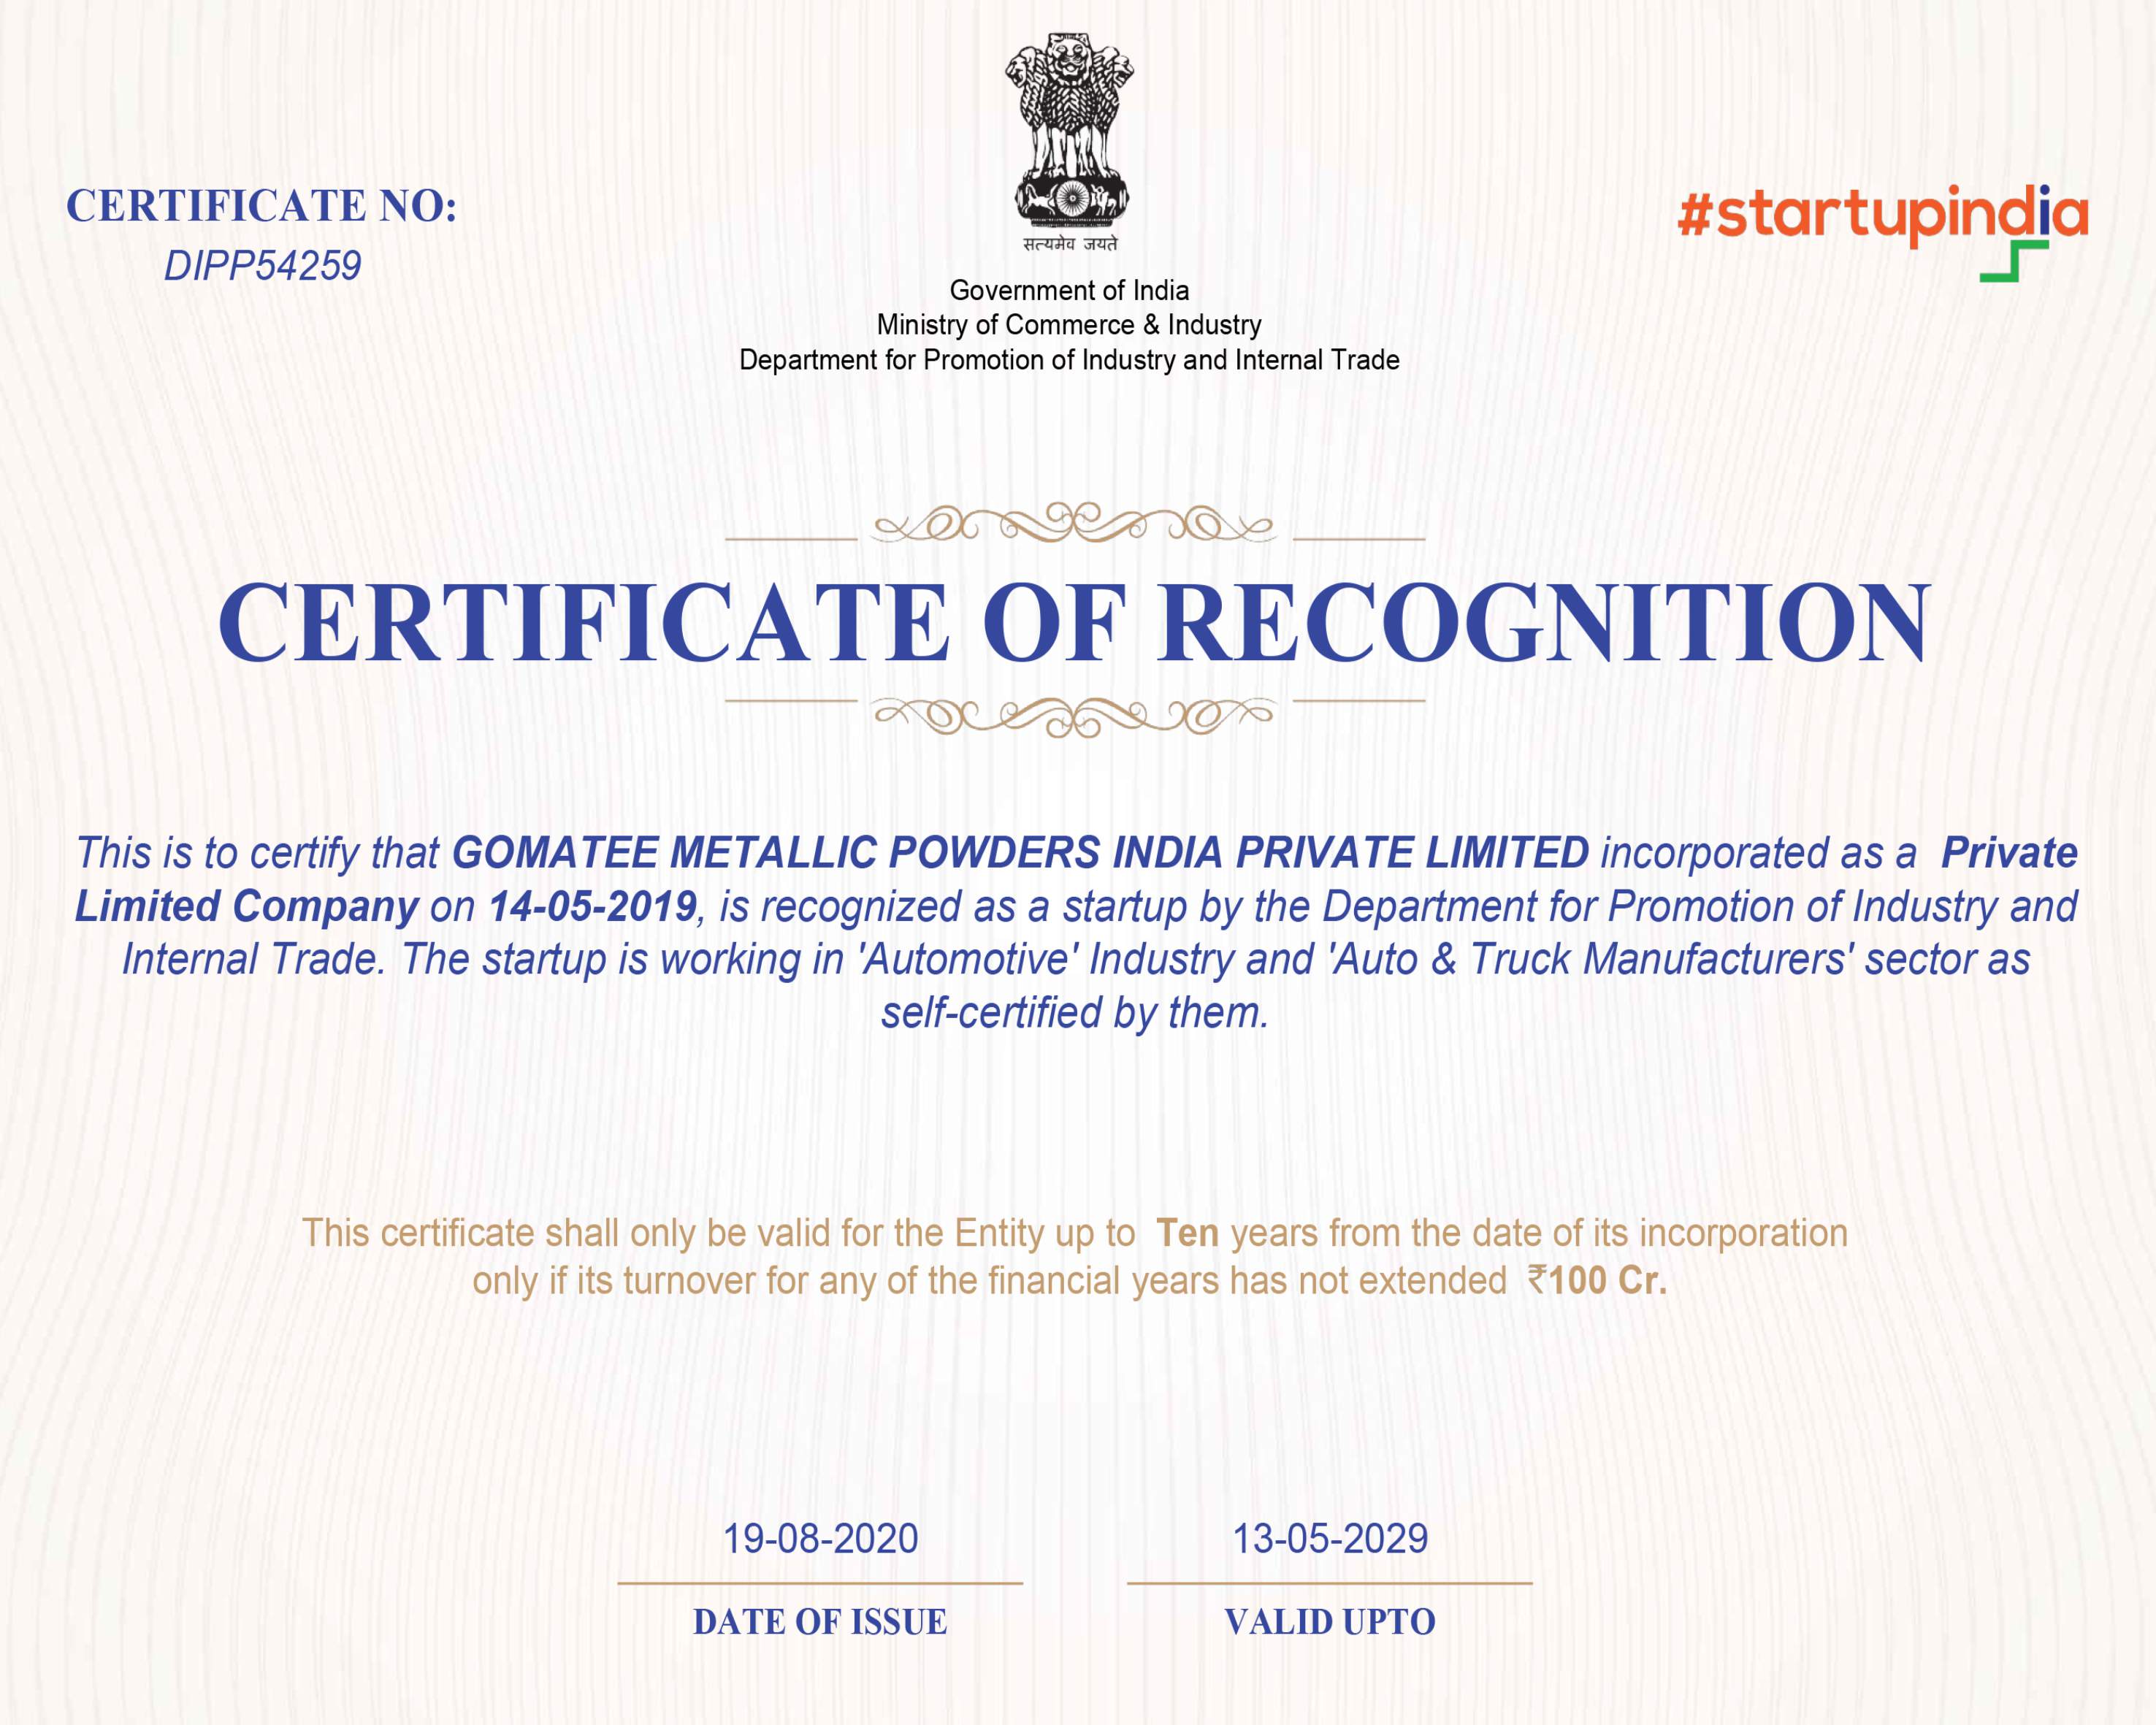 सत्यमेव जयते
CERTIFICATE NO:
DIPP54259
#startupindia
Government of India
Ministry of Commerce & Industry
Department for Promotion of Industry and Internal Trade
CERTIFICATE OF RECOGNITION
This is to certify that GOMATEE METALLIC POWDERS INDIA PRIVATE LIMITED incorporated as a Private
Limited Company on 14-05-2019, is recognized as a startup by the Department for Promotion of Industry and
Internal Trade. The startup is working in 'Automotive' Industry and 'Auto & Truck Manufacturers' sector as
self-certified by them.
This certificate shall only be valid for the Entity up to Ten years from the date of its incorporation
only if its turnover for any of the financial years has not extended ₹100 Cr.
19-08-2020
DATE OF ISSUE
13-05-2029
VALID UPTO